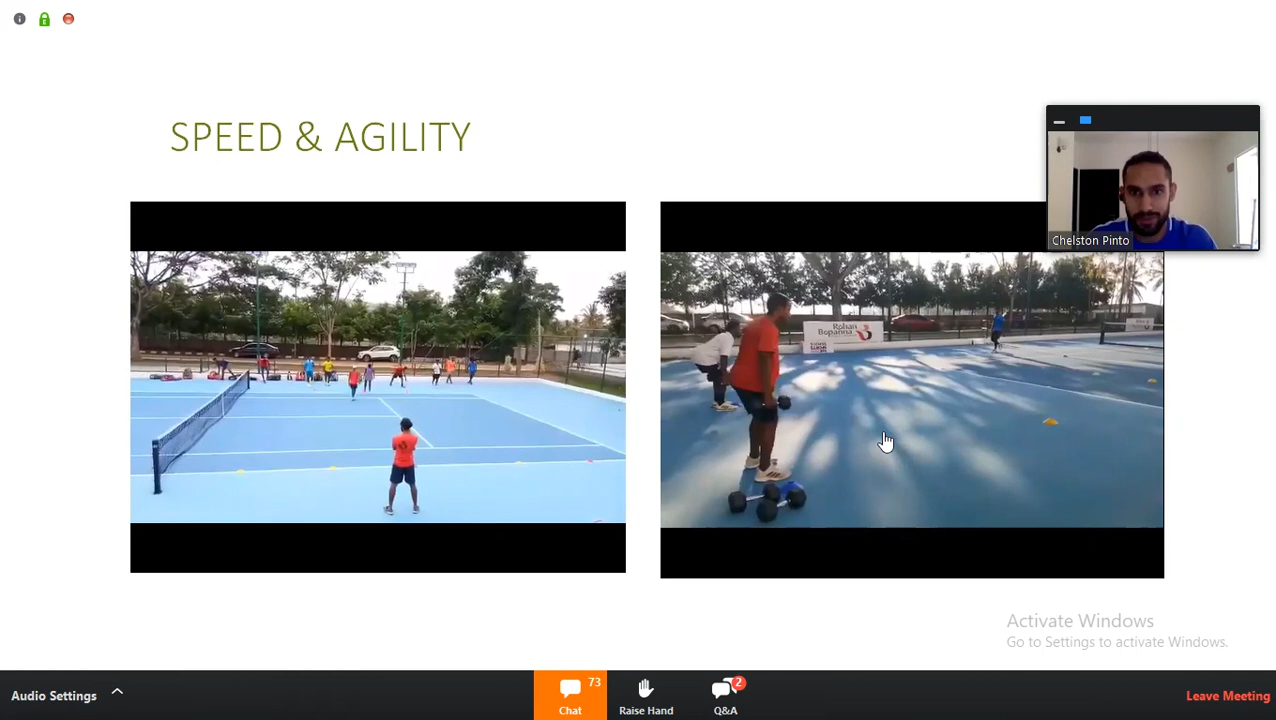 SPEED & AGILITY
Chelston Pinto
Rohan
Bopanna
Activate Windows
Go to Settings to activate Windows.
Audio Settings
73
Chat
Raise Hand
2
Q&A
Leave Meeting